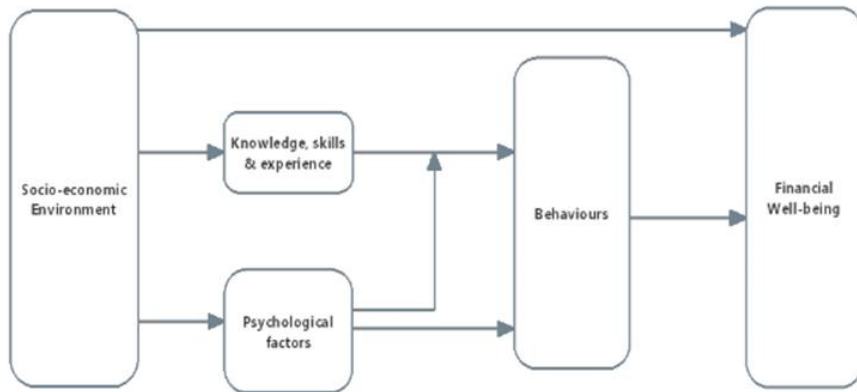 Socio-economic
Environment
Knowledge, skills
& experience
Psychological
factors
Behaviours
Financial
Well-being